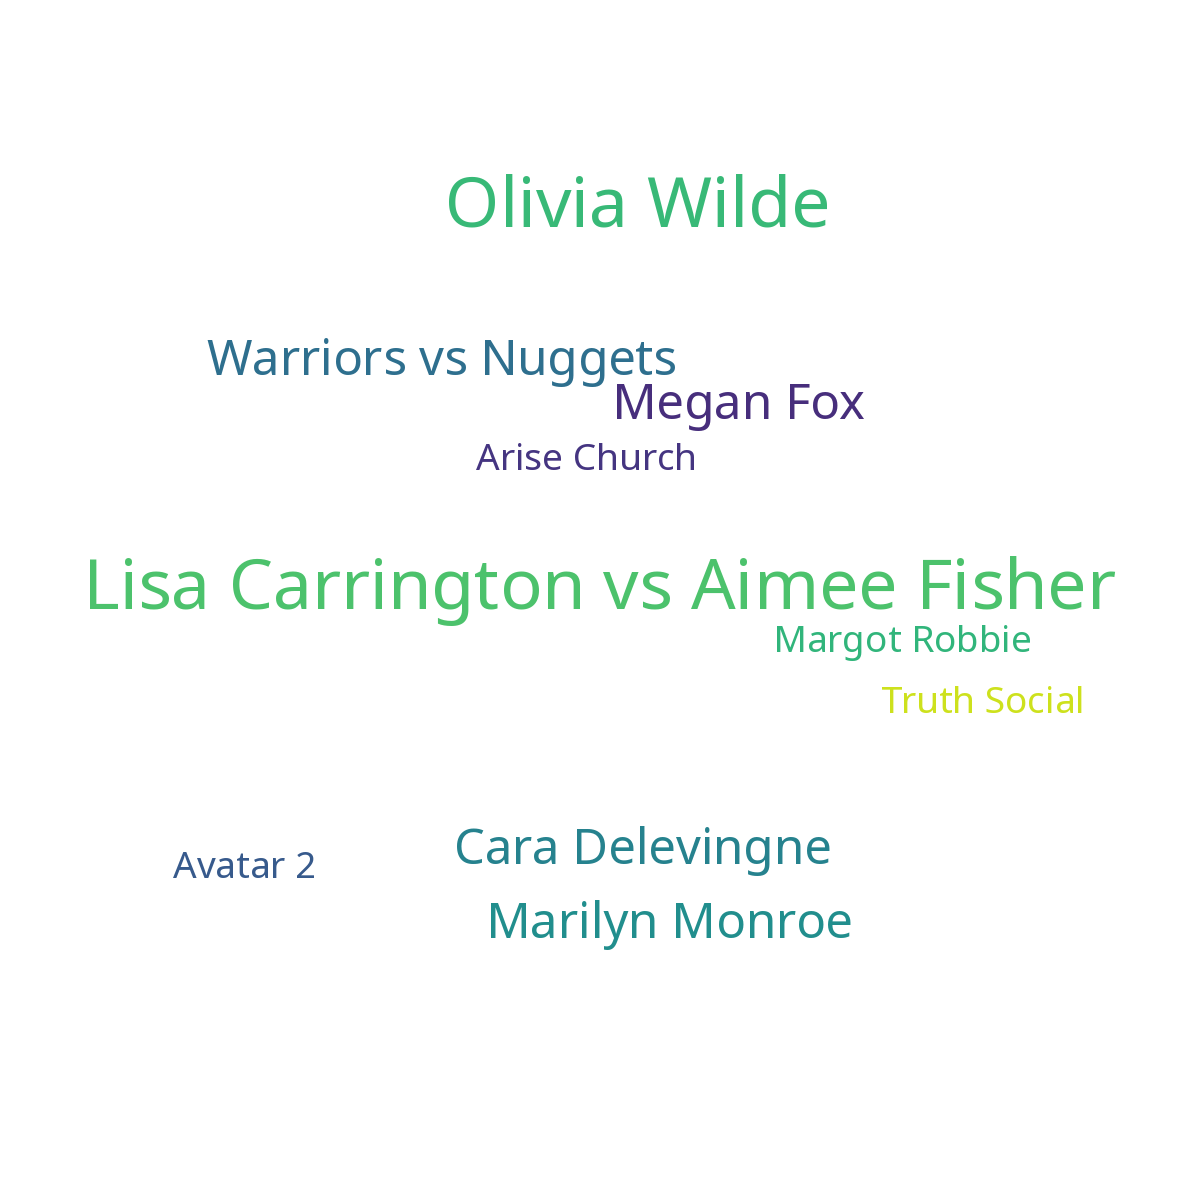 Olivia Wilde
Warriors vs Nuggets
Megan Fox
Arise Church
Lisa Carrington vs Aimee Fisher
Margot Robbie
Truth Social
Cara Delevingne
Avatar 2
Marilyn Monroe